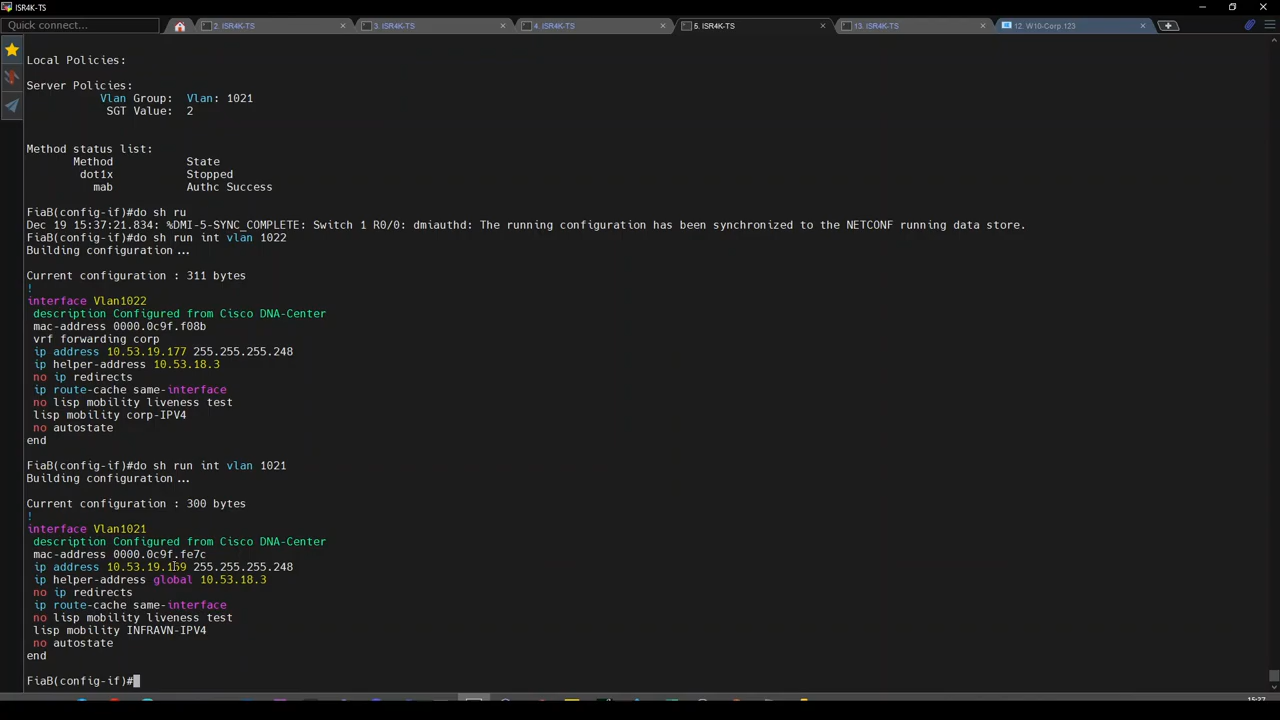 ISR4K-TS
Quick connect...
2. ISR4K-TS
3. ISR4K-TS
4. ISR4K-TS
5. ISR4K-TS
13. ISR4K-TS
12. W10-Corp.123
Local Policies:
Server Policies:
Vlan Group:  Vlan: 1021
SGT Value:  2
Method status list:
Method           State
dot1x           Stopped
mab           Authc Success
FiaB(config-if)#do sh ru
Dec 19 15:37:21.834: %DMI-5-SYNC_COMPLETE: Switch 1 R0/0: dmiauthd: The running configuration has been synchronized to the NETCONF running data store.
FiaB(config-if)#do sh run int vlan 1022
Building configuration...
Current configuration : 311 bytes
!
interface Vlan1022
description Configured from Cisco DNA-Center
mac-address 0000.0c9f.f08b
vrf forwarding corp
ip address 10.53.19.177 255.255.255.248
ip helper-address 10.53.18.3
no ip redirects
ip route-cache same-interface
no lisp mobility liveness test
lisp mobility corp-IPV4
no autostate
end
FiaB(config-if)#do sh run int vlan 1021
Building configuration...
Current configuration : 300 bytes
!
interface Vlan1021
description Configured from Cisco DNA-Center
mac-address 0000.0c9f.fe7c
ip address 10.53.19.169 255.255.255.248
ip helper-address global 10.53.18.3
no ip redirects
ip route-cache same-interface
no lisp mobility liveness test
lisp mobility INFRAVN-IPV4
no autostate
end
FiaB(config-if)#